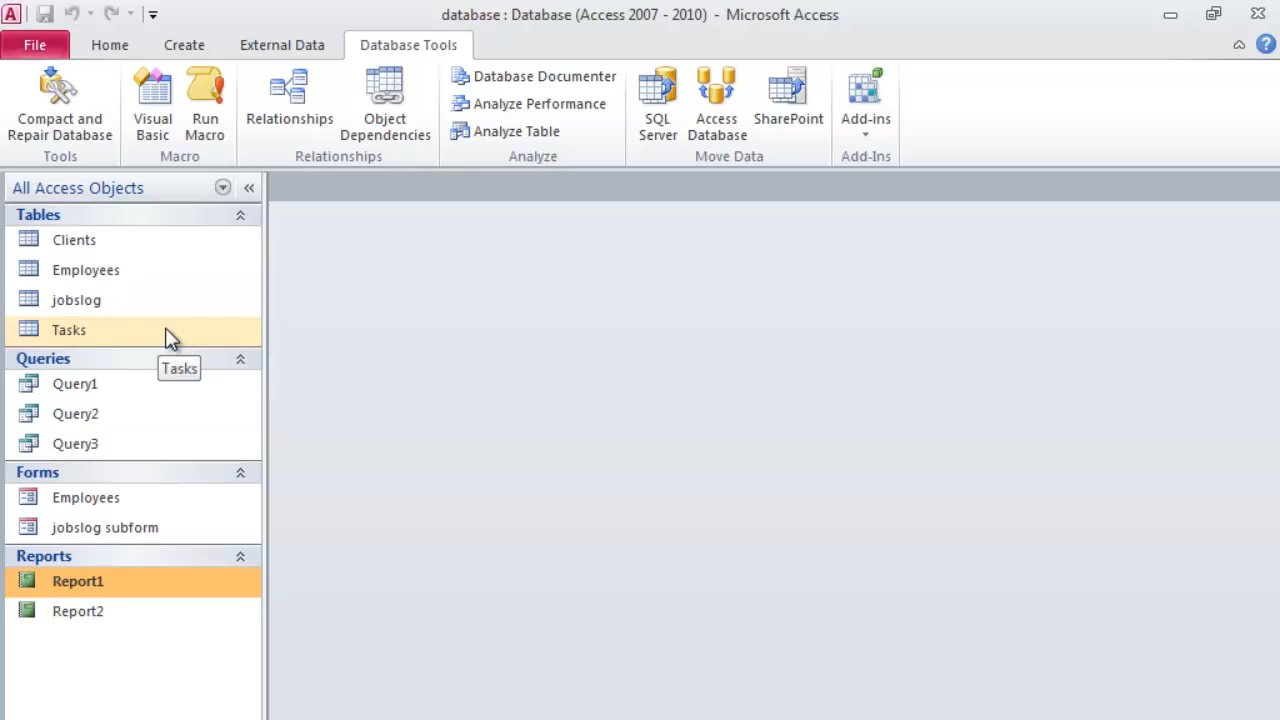 database : Database (Access 2007 - 2010) - Microsoft Access
File Home Create External Data Database Tools
Compact and Repair Database
Visual Basic
Run Macro
Relationships
Object Dependencies
Database Documenter
Analyze Performance
Analyze Table
SQL Server
Access Database
SharePoint
Add-ins
Tools Macro Relationships Analyze Move Data Add-Ins
All Access Objects
Tables
Clients
Employees
jobslog
Tasks
Tasks
Queries
Query1
Query2
Query3
Forms
Employees
jobslog subform
Reports
Report1
Report2